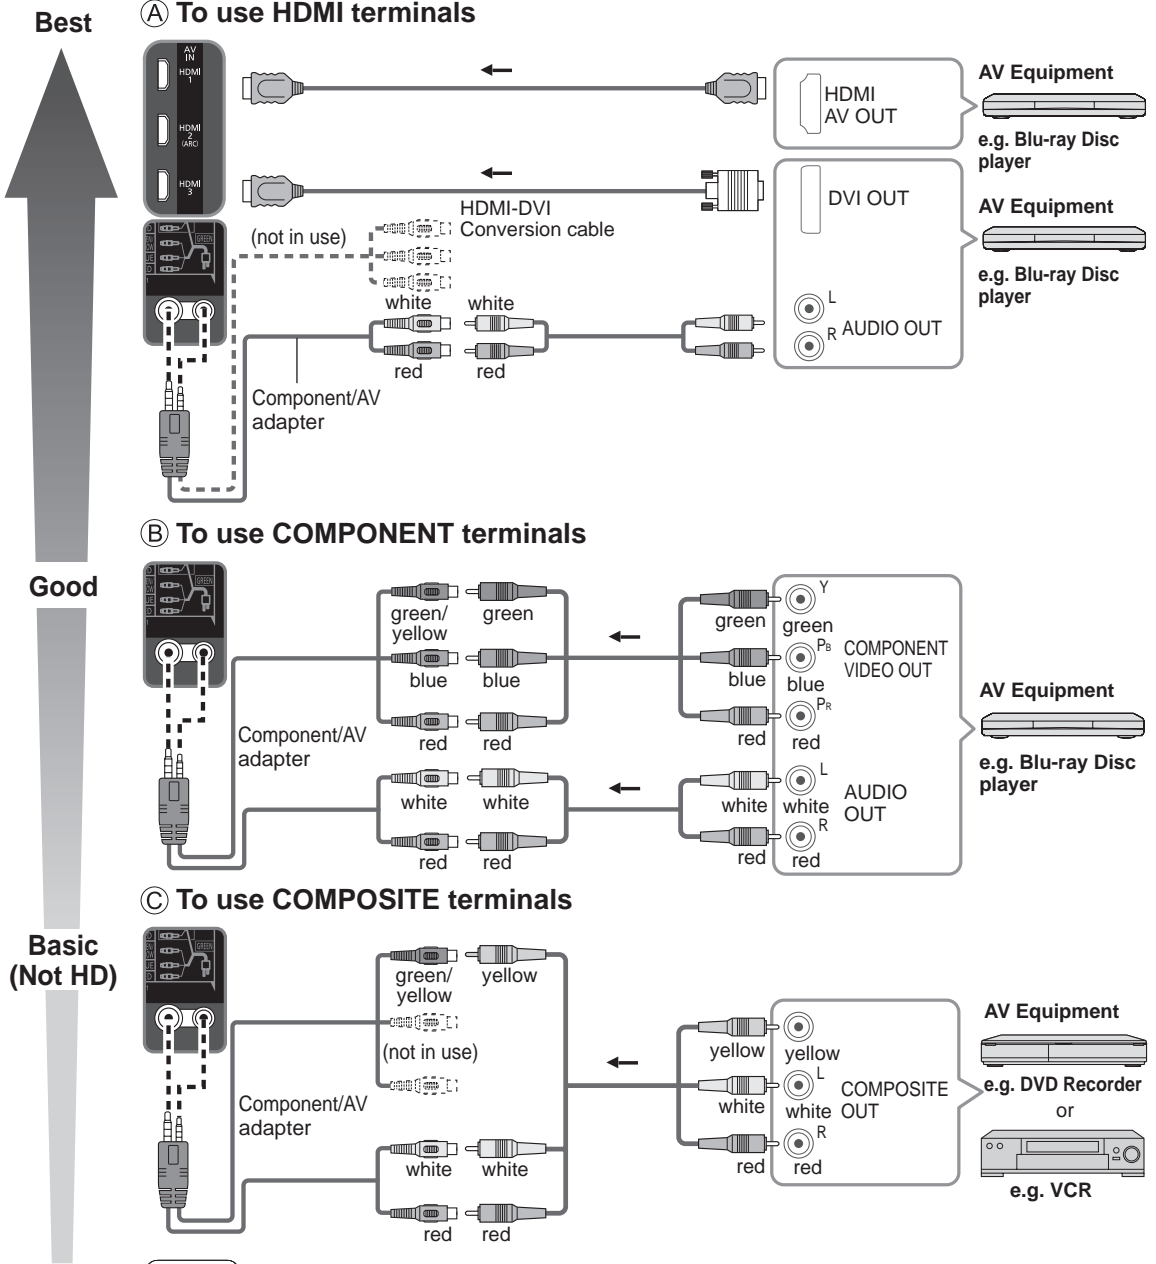 Best
Ⓐ To use HDMI terminals
AV
IN
HDMI
1
HDMI
2
(ARC)
HDMI
3
HDMI
AV OUT
AV Equipment
e.g. Blu-ray Disc
player
HDMI-DVI
Conversion cable
DVI OUT
AV Equipment
e.g. Blu-ray Disc
player
GREEN
(not in use)
white
white
L
R AUDIO OUT
red
red
Component/AV
adapter
Ⓑ To use COMPONENT terminals
Good
GREEN
green/
yellow
green
green
Y
green
COMPONENT
VIDEO OUT
blue
blue
blue
PB
blue
red
red
red
PR
red
Component/AV
adapter
AV Equipment
e.g. Blu-ray Disc
player
white
white
white
L
white
AUDIO
OUT
red
red
red
R
red
Ⓒ To use COMPOSITE terminals
Basic
(Not HD)
GREEN
green/
yellow
yellow
(not in use)
yellow
yellow
white
L
white
COMPOSITE
OUT
red
R
red
AV Equipment
e.g. DVD Recorder
or
e.g. VCR
Component/AV
adapter
white
white
red
red